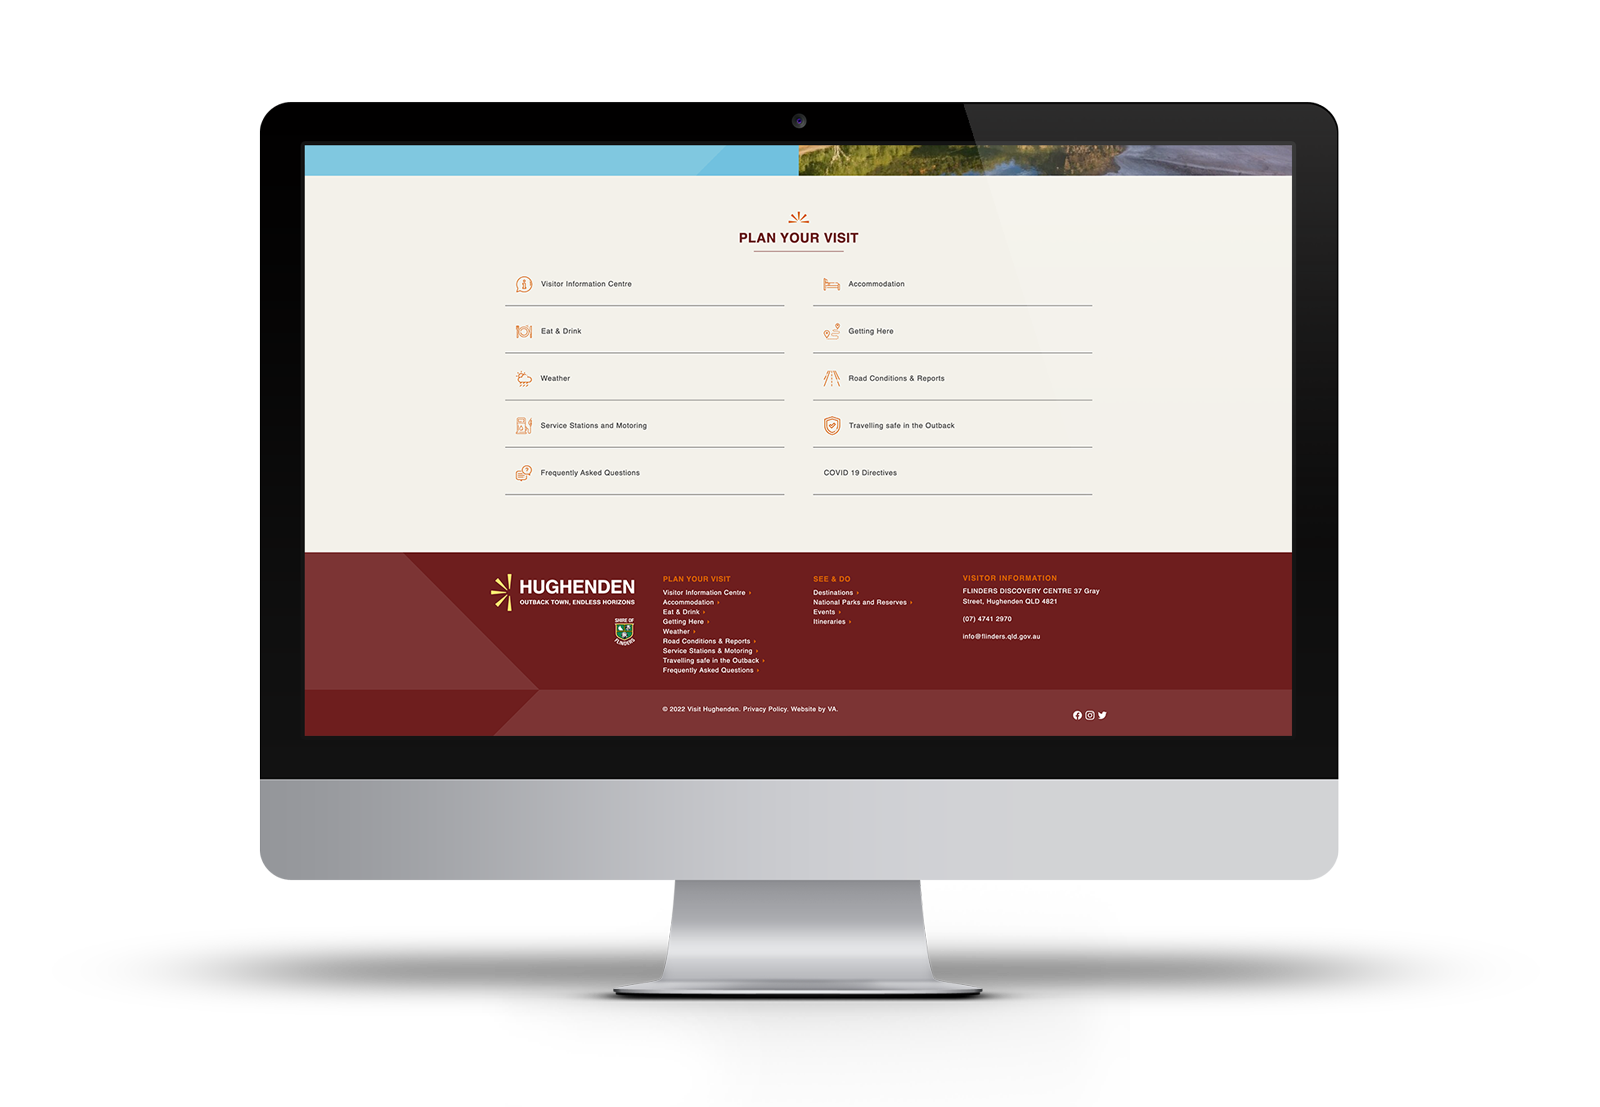 PLAN YOUR VISIT
Visitor Information Centre
Accommodation
Eat & Drink
Getting Here
Weather
Road Conditions & Reports
Service Stations and Motoring
Travelling safe in the Outback
Frequently Asked Questions
COVID 19 Directives
HUGHENDEN
OUTBACK TOWN, ENDLESS HORIZONS
SHIRE OF
FLINDERS
PLAN YOUR VISIT
Visitor Information Centre ›
Accommodation ›
Eat & Drink ›
Getting Here ›
Weather ›
Road Conditions & Reports ›
Service Stations & Motoring ›
Travelling safe in the Outback ›
Frequently Asked Questions ›
SEE & DO
Destinations ›
National Parks and Reserves ›
Events ›
Itineraries ›
VISITOR INFORMATION
FLINDERS DISCOVERY CENTRE 37 Gray
Street, Hughenden QLD 4821
(07) 4741 2970
info@flinders.qld.gov.au
© 2022 Visit Hughenden. Privacy Policy. Website by VA.